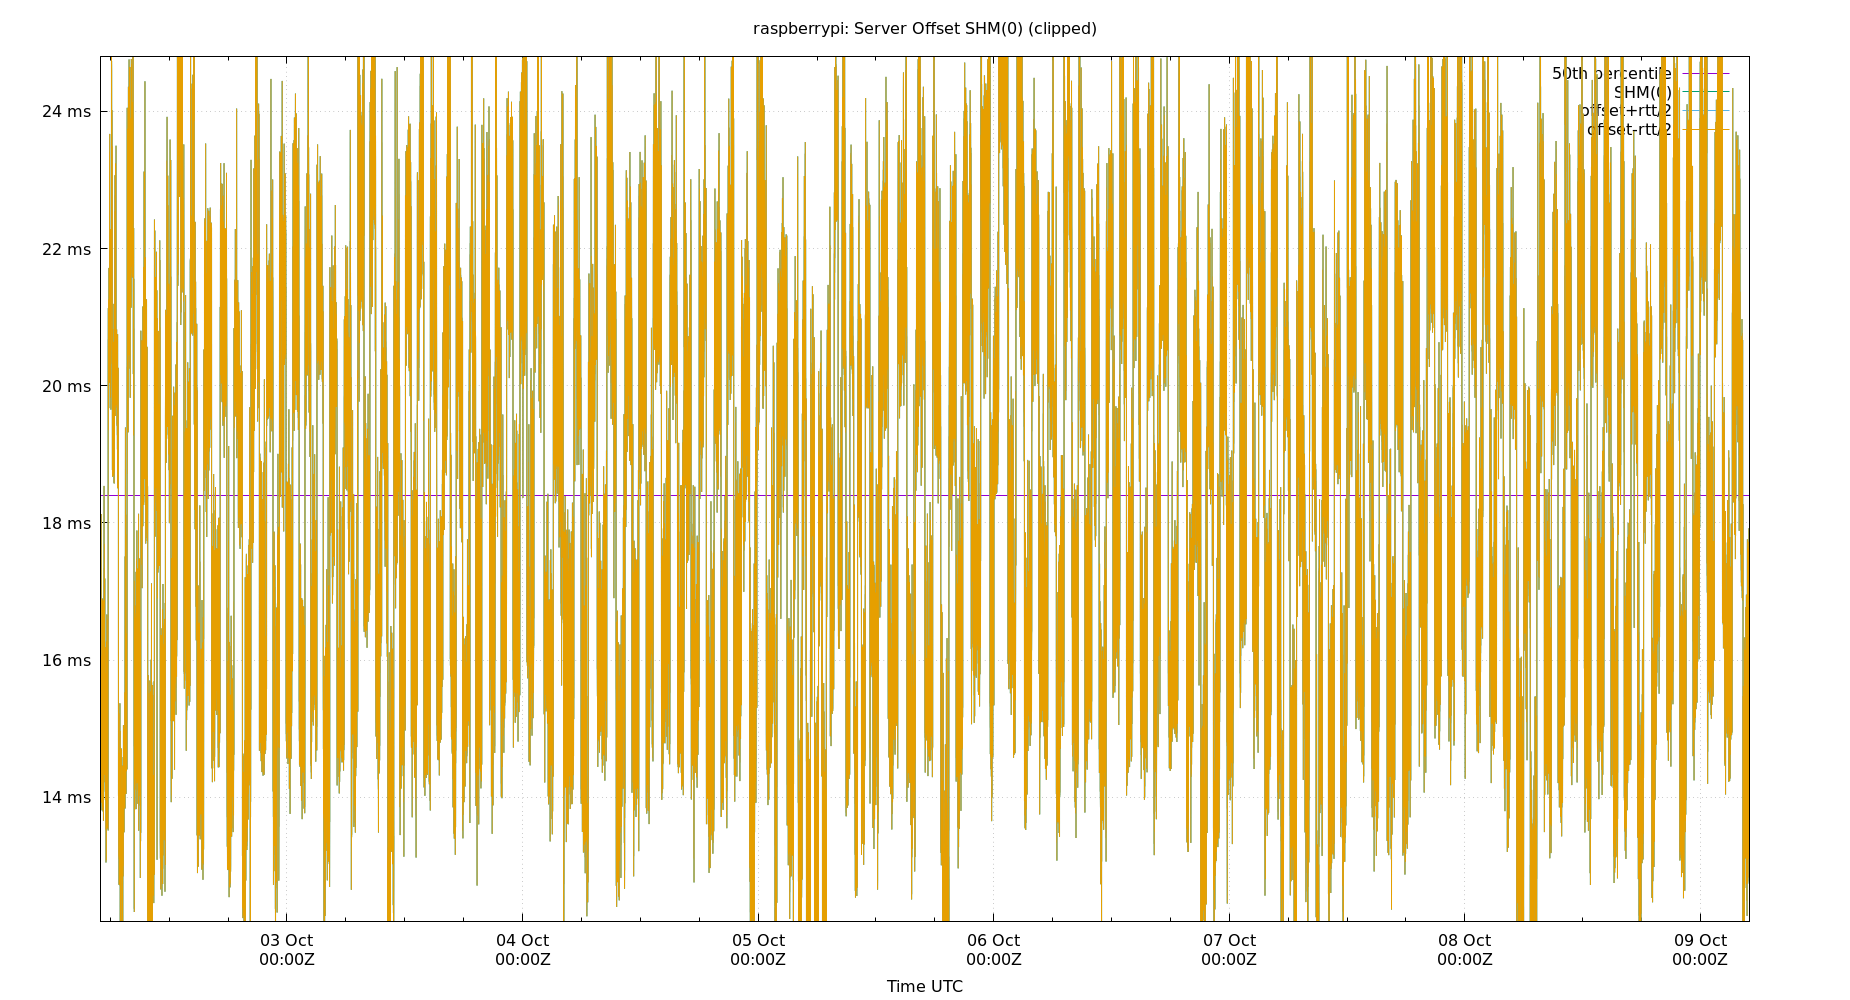 raspberrypi: Server Offset SHM(0) (clipped)
50th percentile
SHM(0)
offset+rtt/2
offset-rtt/2
24 ms
22 ms
20 ms
18 ms
16 ms
14 ms
03 Oct 04 Oct 05 Oct 06 Oct 07 Oct 08 Oct 09 Oct
00:00Z 00:00Z 00:00Z 00:00Z 00:00Z 00:00Z 00:00Z
Time UTC